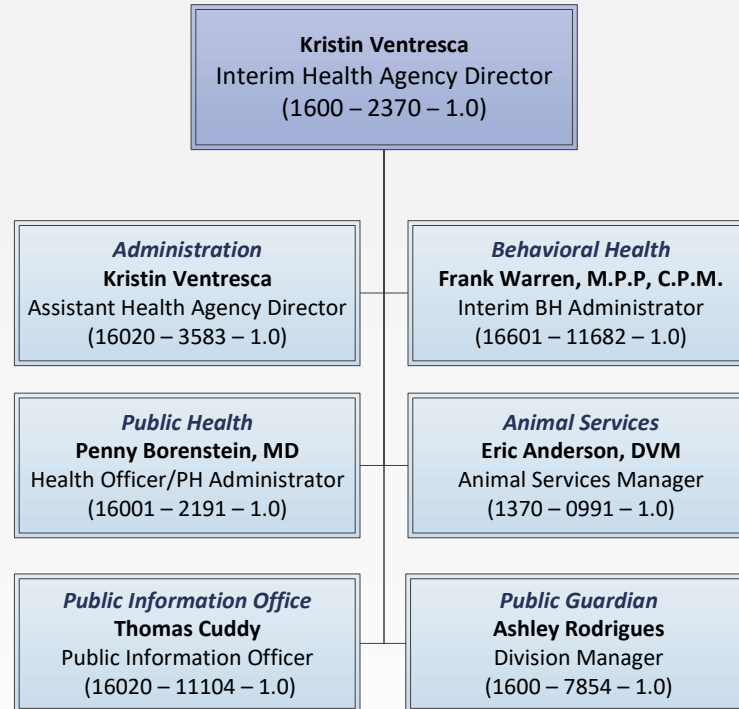 Kristin Ventresca
Interim Health Agency Director
(1600 – 2370 – 1.0)
Administration
Kristin Ventresca
Assistant Health Agency Director
(16020 – 3583 – 1.0)
Behavioral Health
Frank Warren, M.P.P, C.P.M.
Interim BH Administrator
(16601 – 11682 – 1.0)
Public Health
Penny Borenstein, MD
Health Officer/PH Administrator
(16001 – 2191 – 1.0)
Animal Services
Eric Anderson, DVM
Animal Services Manager
(1370 – 0991 – 1.0)
Public Information Office
Thomas Cuddy
Public Information Officer
(16020 – 11104 – 1.0)
Public Guardian
Ashley Rodrigues
Division Manager
(1600 – 7854 – 1.0)